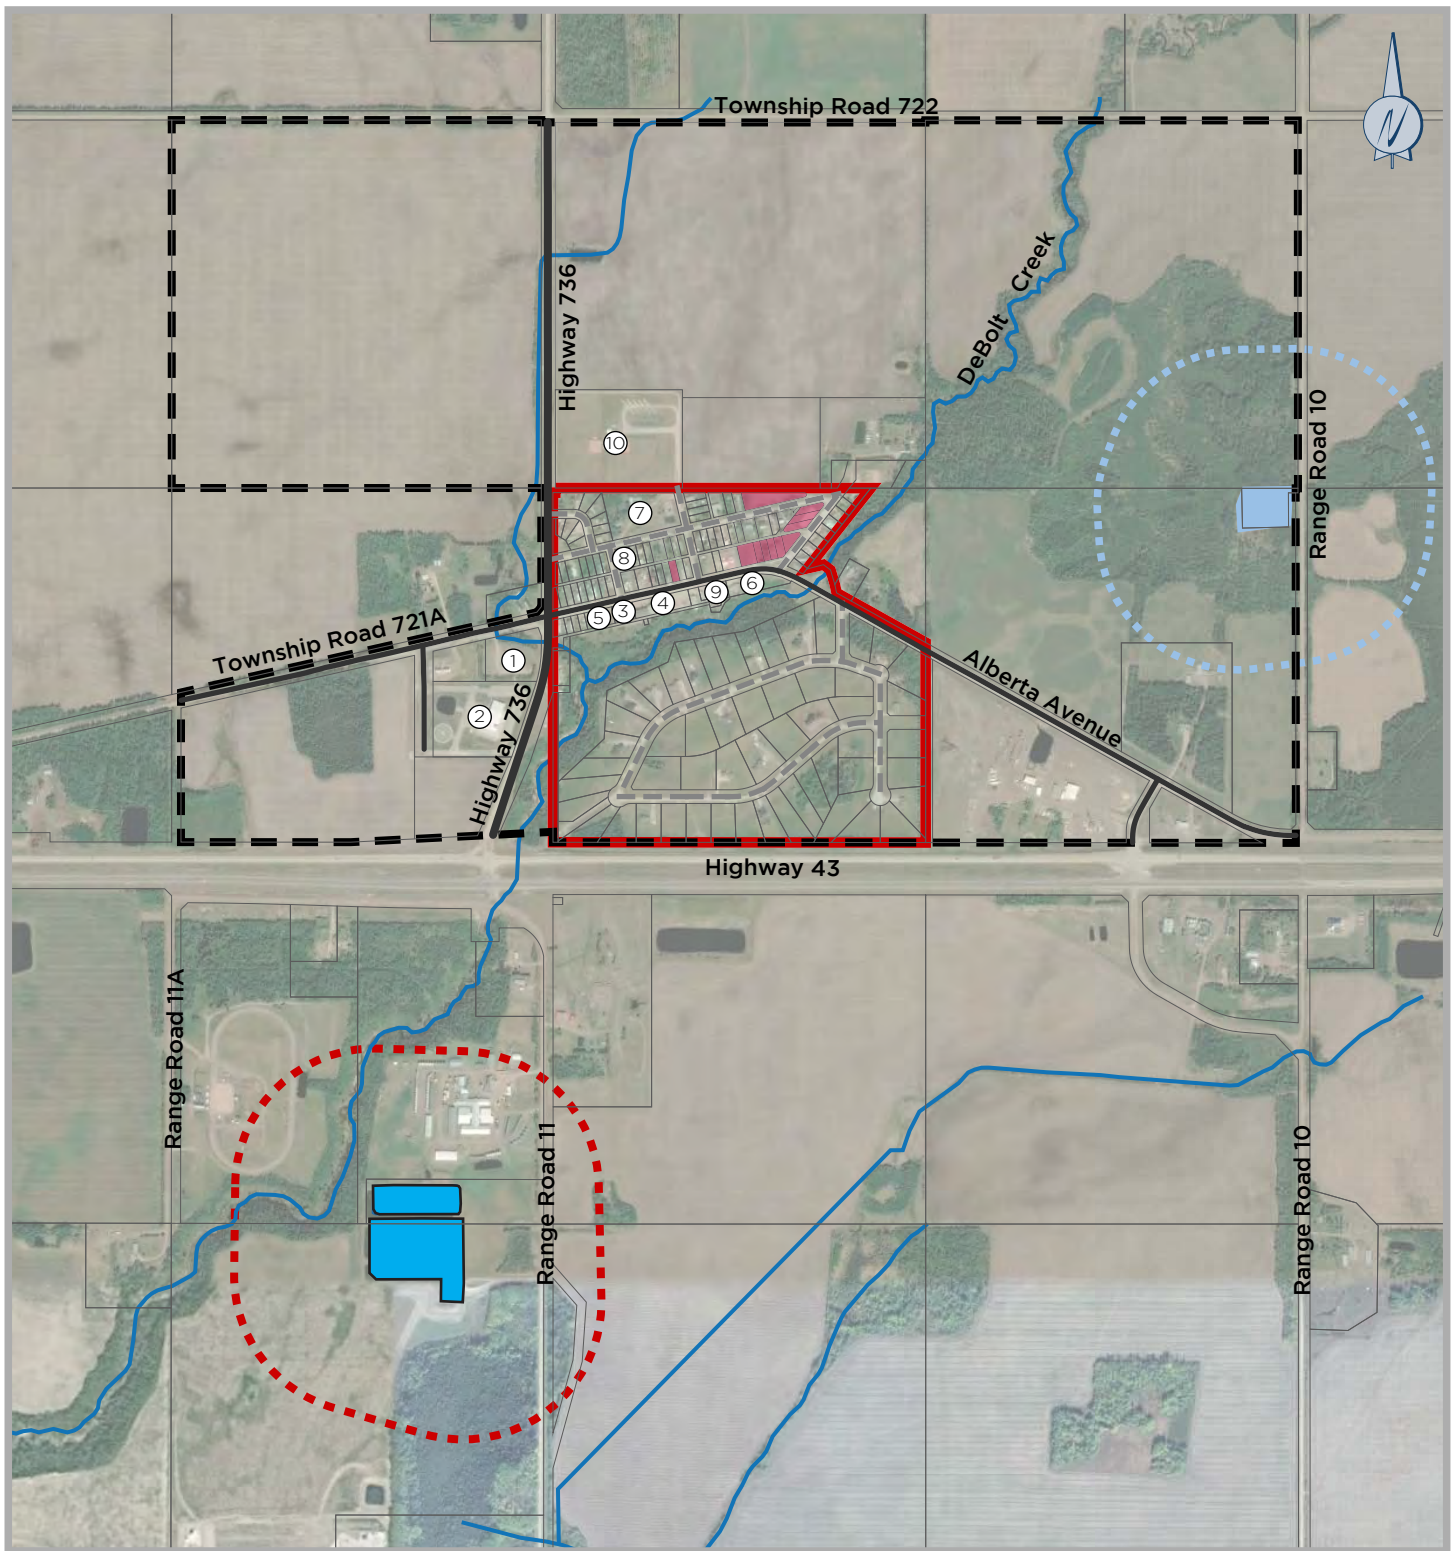 Township Road 722
N
Highway 736
DeBolt Creek
Range Road 10
10
7
8
6
9
4
3
5
Township Road 721A
1
Alberta Avenue
2
Highway 736
Highway 43
Range Road 11A
Range Road 11
Range Road 10